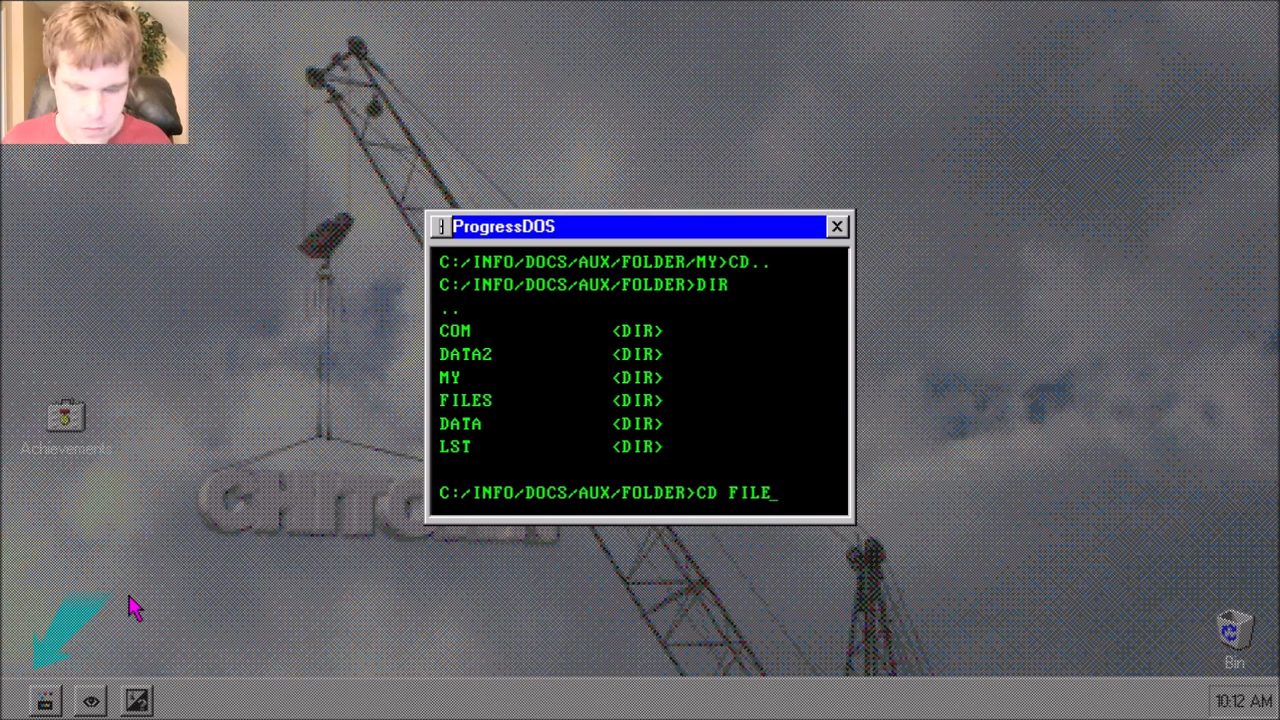 ProgressDOS
C:/INFO/DOCS/AUX/FOLDER/MY>CD..
C:/INFO/DOCS/AUX/FOLDER>DIR
..
COM <DIR>
DATA2 <DIR>
MY <DIR>
FILES <DIR>
DATA <DIR>
LST <DIR>
C:/INFO/DOCS/AUX/FOLDER>CD FILE_
Achievements
Bin
10:12 AM